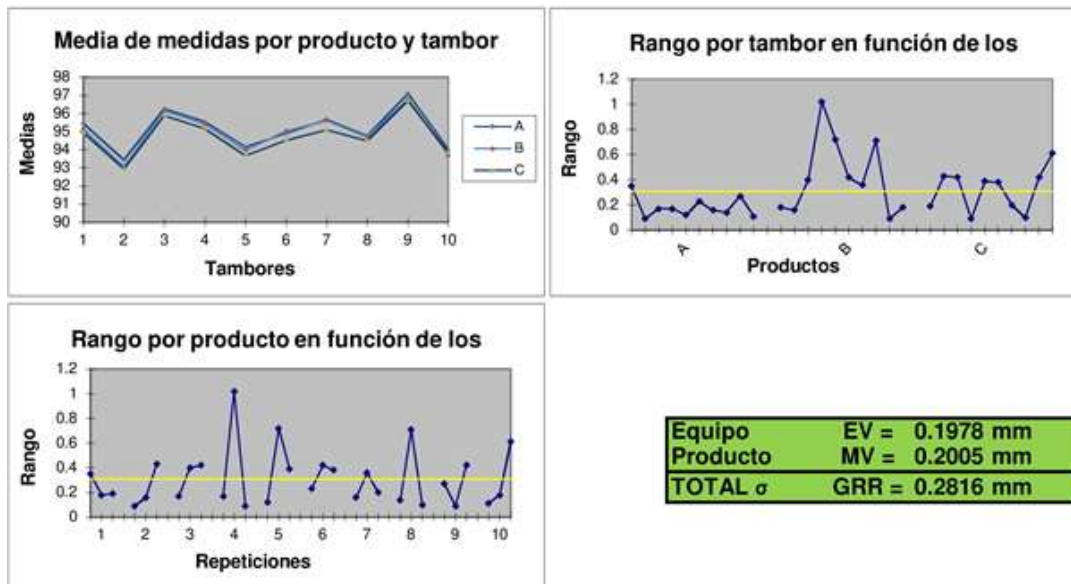 Media de medidas por producto y tambor
98
97
96
95
94
93
92
91
90
Medias
1 2 3 4 5 6 7 8 9 10
Tambores
A
B
C
Rango por tambor en función de los
1.2
1
0.8
0.6
0.4
0.2
0
Rango
A B C
Productos
Rango por producto en función de los
1.2
1
0.8
0.6
0.4
0.2
0
Rango
1 2 3 4 5 6 7 8 9 10
Repeticiones
Equipo EV = 0.1978 mm
Producto MV = 0.2005 mm
TOTAL σ GRR = 0.2816 mm